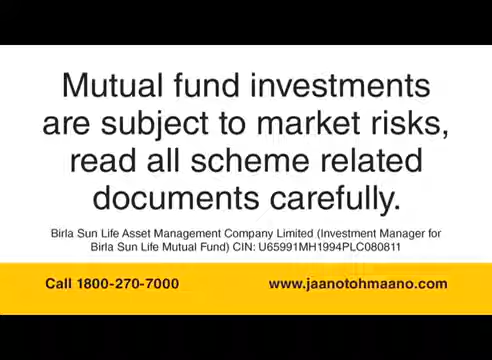 Mutual fund investments
are subject to market risks,
read all scheme related
documents carefully.
Birla Sun Life Asset Management Company Limited (Investment Manager for
Birla Sun Life Mutual Fund) CIN: U65991MH1994PLC080811
Call 1800-270-7000 www.jaanotohmaano.com